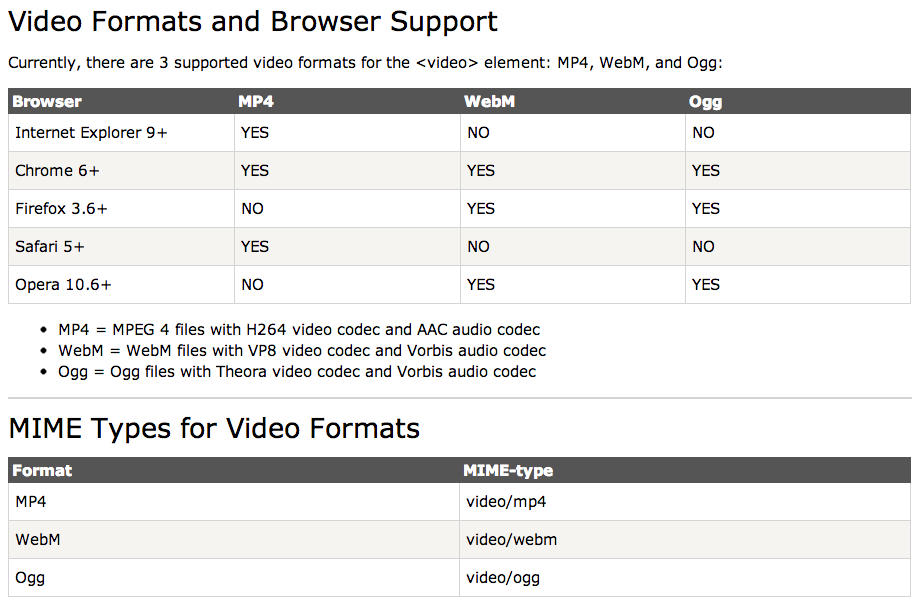 Video Formats and Browser Support
Currently, there are 3 supported video formats for the <video> element: MP4, WebM, and Ogg:
Browser MP4 WebM Ogg
Internet Explorer 9+ YES NO NO
Chrome 6+ YES YES YES
Firefox 3.6+ NO YES YES
Safari 5+ YES NO NO
Opera 10.6+ NO YES YES
• MP4 = MPEG 4 files with H264 video codec and AAC audio codec
• WebM = WebM files with VP8 video codec and Vorbis audio codec
• Ogg = Ogg files with Theora video codec and Vorbis audio codec
MIME Types for Video Formats
Format MIME-type
MP4 video/mp4
WebM video/webm
Ogg video/ogg